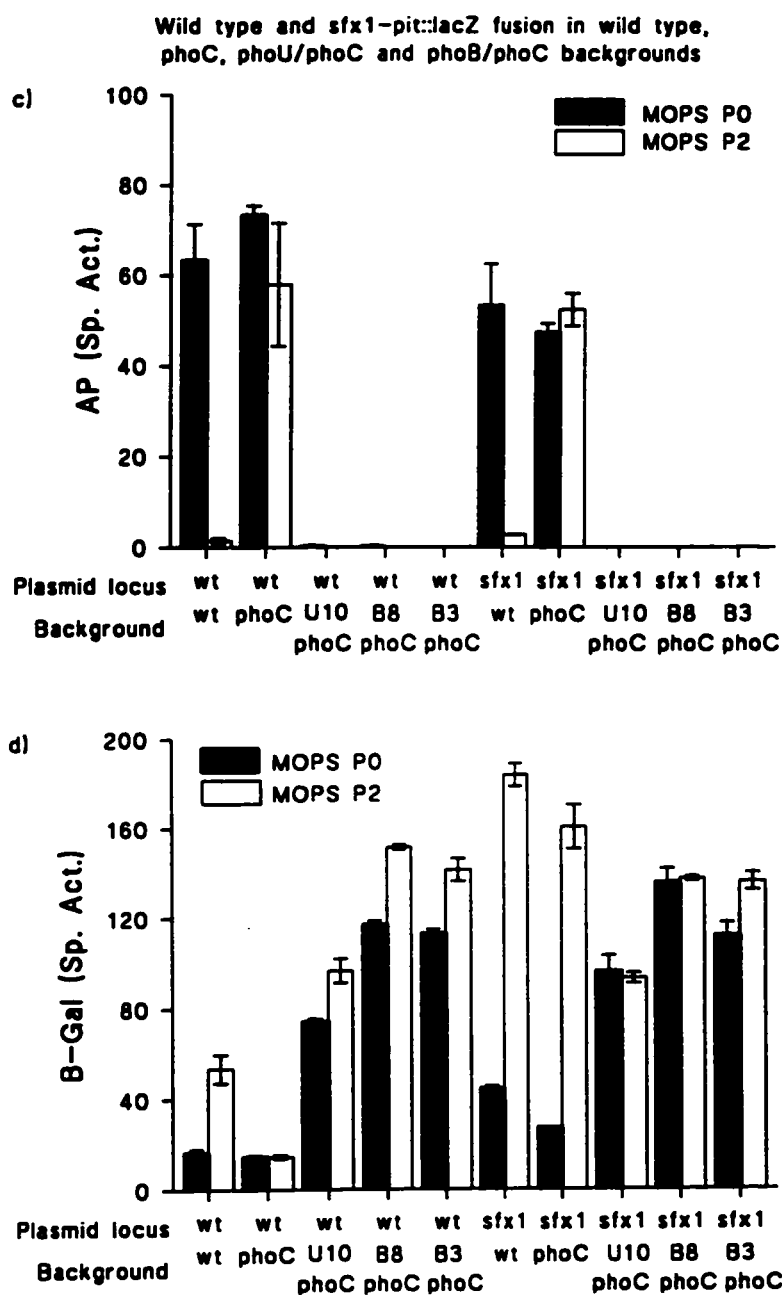 Wild type and sfx1-pit::lacZ fusion in wild type,
phoC, phoU/phoC and phoB/phoC backgrounds
c)
100
80
60
40
20
0
AP (Sp. Act.)
MOPS P0
MOPS P2
Plasmid locus wt wt wt wt wt sfx1 sfx1 sfx1 sfx1 sfx1
Background wt phoC U10 B8 B3 wt phoC U10 B8 B3
phoC phoC phoC phoC phoC phoC
d)
200
160
120
80
40
0
B-Gal (Sp. Act.)
MOPS P0
MOPS P2
Plasmid locus wt wt wt wt wt sfx1 sfx1 sfx1 sfx1 sfx1
Background wt phoC U10 B8 B3 wt phoC U10 B8 B3
phoC phoC phoC phoC phoC phoC